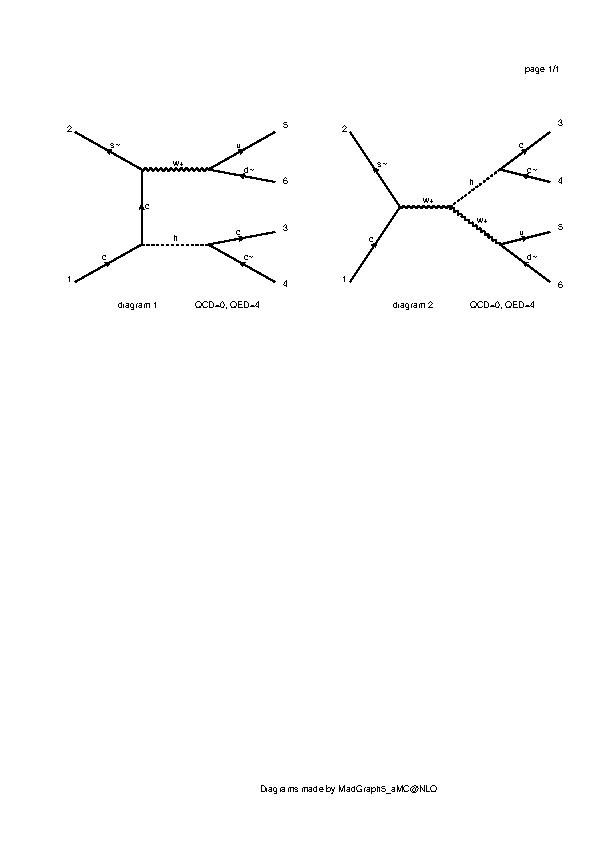 page 1/1
2
s~
w+
u
5
d~
6
c
c
h
c
3
c~
1
4
diagram 1 QCD=0, QED=4
2
s~
c
3
h
c~
4
w+
w+
u
5
c
d~
1
6
diagram 2 QCD=0, QED=4
Diagrams made by MadGraph5_aMC@NLO